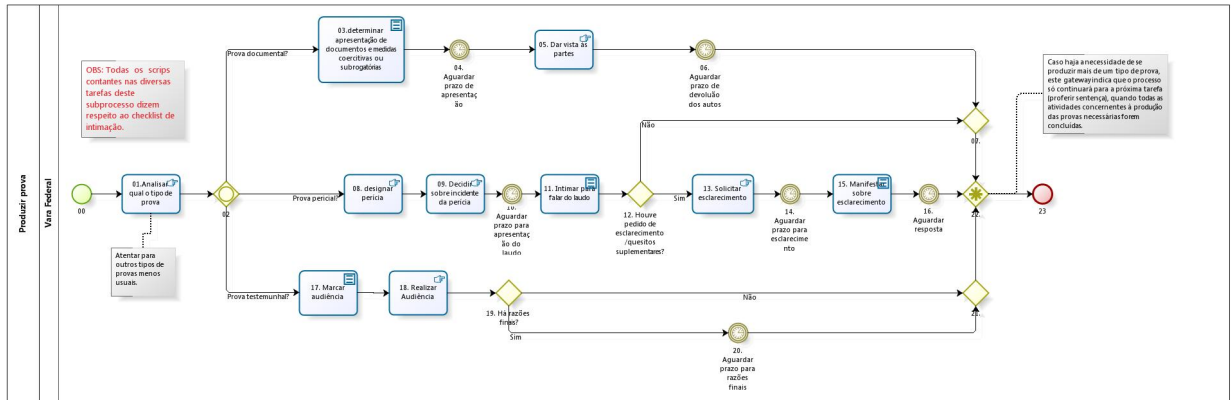 Produzir prova
Vara Federal
OBS: Todas os scrips
contantes nas diversas
tarefas deste
subprocesso dizem
respeito ao checklist de
intimação.
00
01.Analisar
qual o tipo de
prova
Atentar para
outros tipos de
provas menos
usuais.
02
Prova documental?
03.determinar
apresentação de
documentos e medidas
coercitivas ou
subrogatórias
04.
Aguardar
prazo de
apresentaç
ão
05. Dar vista às
partes
06.
Aguardar
prazo de
devolução
dos autos
07.
Caso haja a necessidade de se
produzir mais de um tipo de prova,
este gateway indica que o processo
só continuará para a próxima tarefa
(proferir sentença), quando todas as
atividades concernentes à produção
das provas necessárias forem
concluídas.
Prova pericial?
08. designar
perícia
09. Decidir
sobre incidente
da perícia
10.
Aguardar
prazo para
apresentaç
ão do
laudo
11. Intimar para
falar do laudo
12. Houve
pedido de
esclarecimento
/quesitos
suplementares?
Não
Sim
13. Solicitar
esclarecimento
14.
Aguardar
prazo para
esclarecime
nto
15. Manifestar
sobre
esclarecimento
16.
Aguardar
resposta
22.
23
Prova testemunhal?
17. Marcar
audiência
18. Realizar
Audiência
19. Há razões
finais?
Não
Sim
20.
Aguardar
prazo para
razões
finais
21.